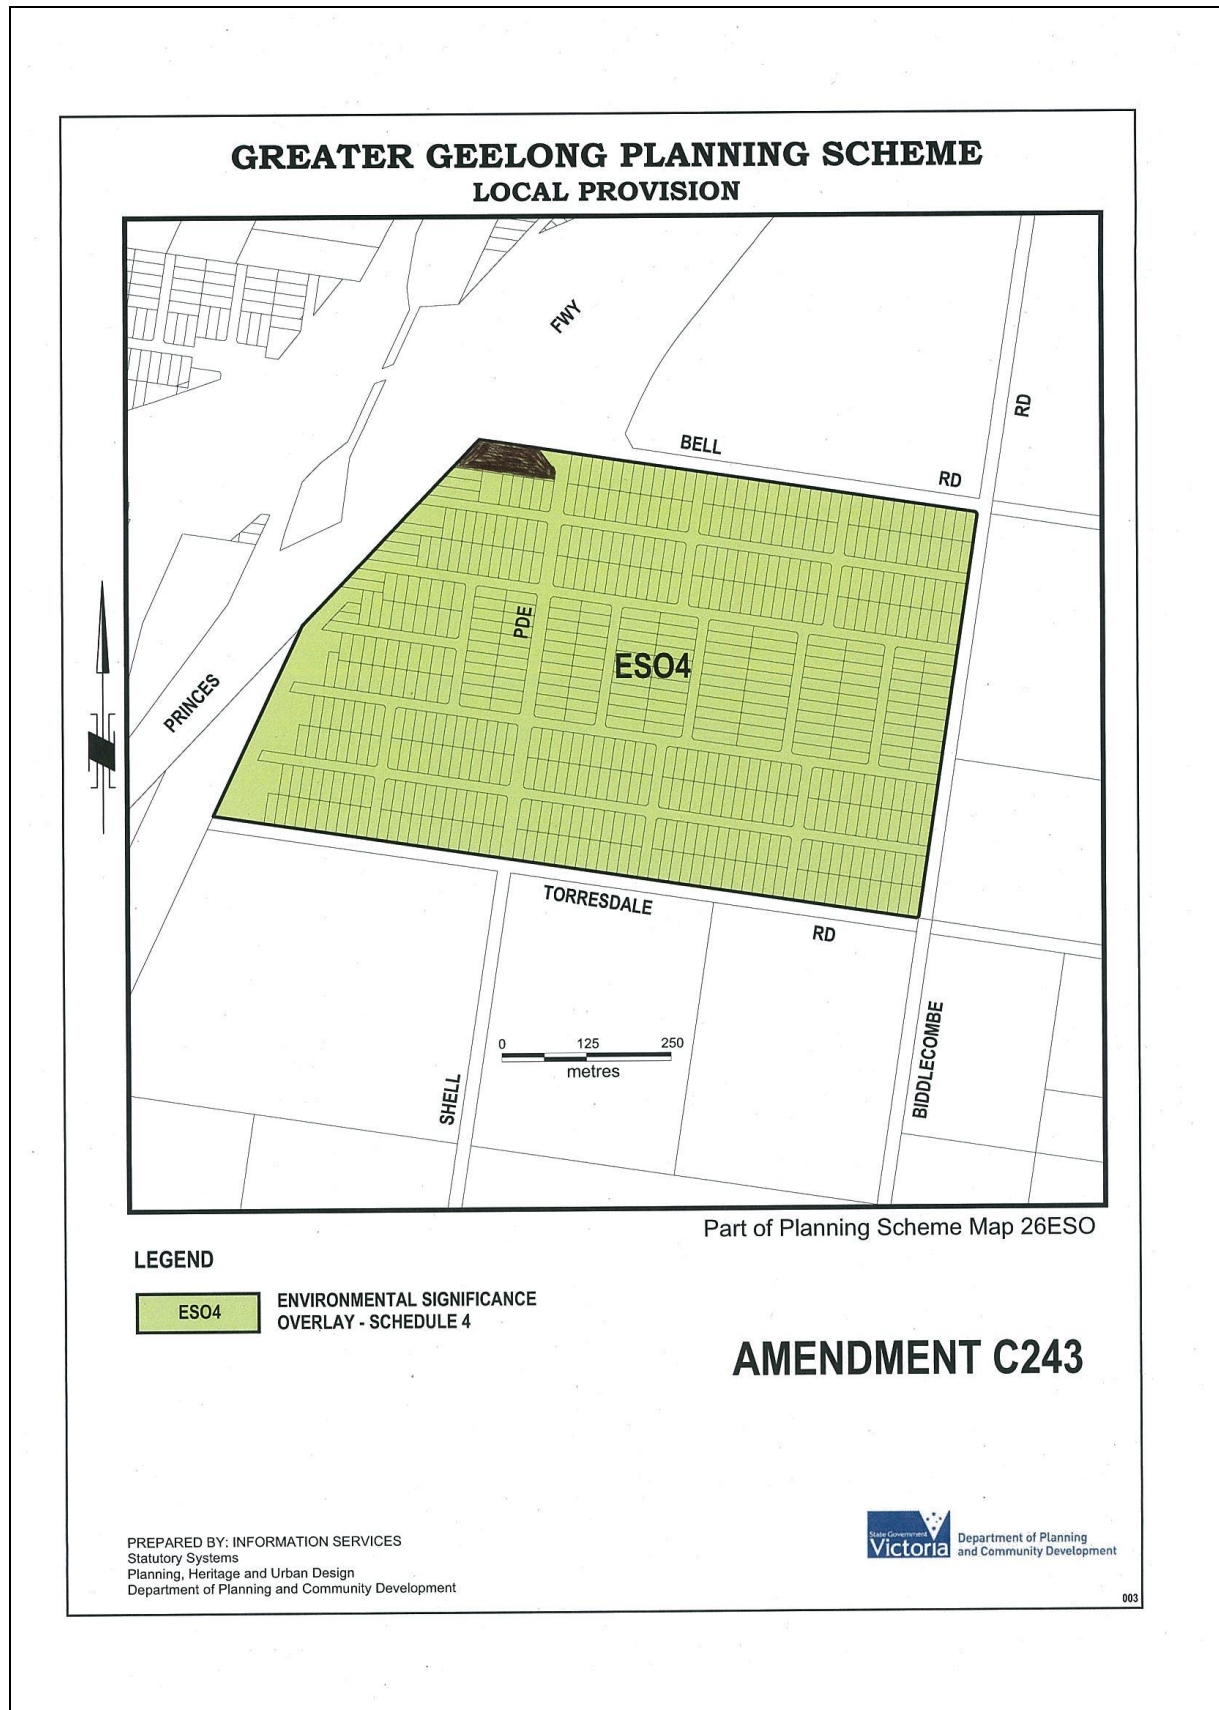 GREATER GEELONG PLANNING SCHEME
LOCAL PROVISION
FWY
RD
BELL
RD
PDE
ESO4
PRINCES
TORRESDALE
RD
0 125 250
metres
SHELL
BIDDLECOMBE
Part of Planning Scheme Map 26ESO
LEGEND
ESO4
ENVIRONMENTAL SIGNIFICANCE
OVERLAY - SCHEDULE 4
AMENDMENT C243
PREPARED BY: INFORMATION SERVICES
Statutory Systems
Planning, Heritage and Urban Design
Department of Planning and Community Development
State Government
Victoria
Department of Planning
and Community Development
003